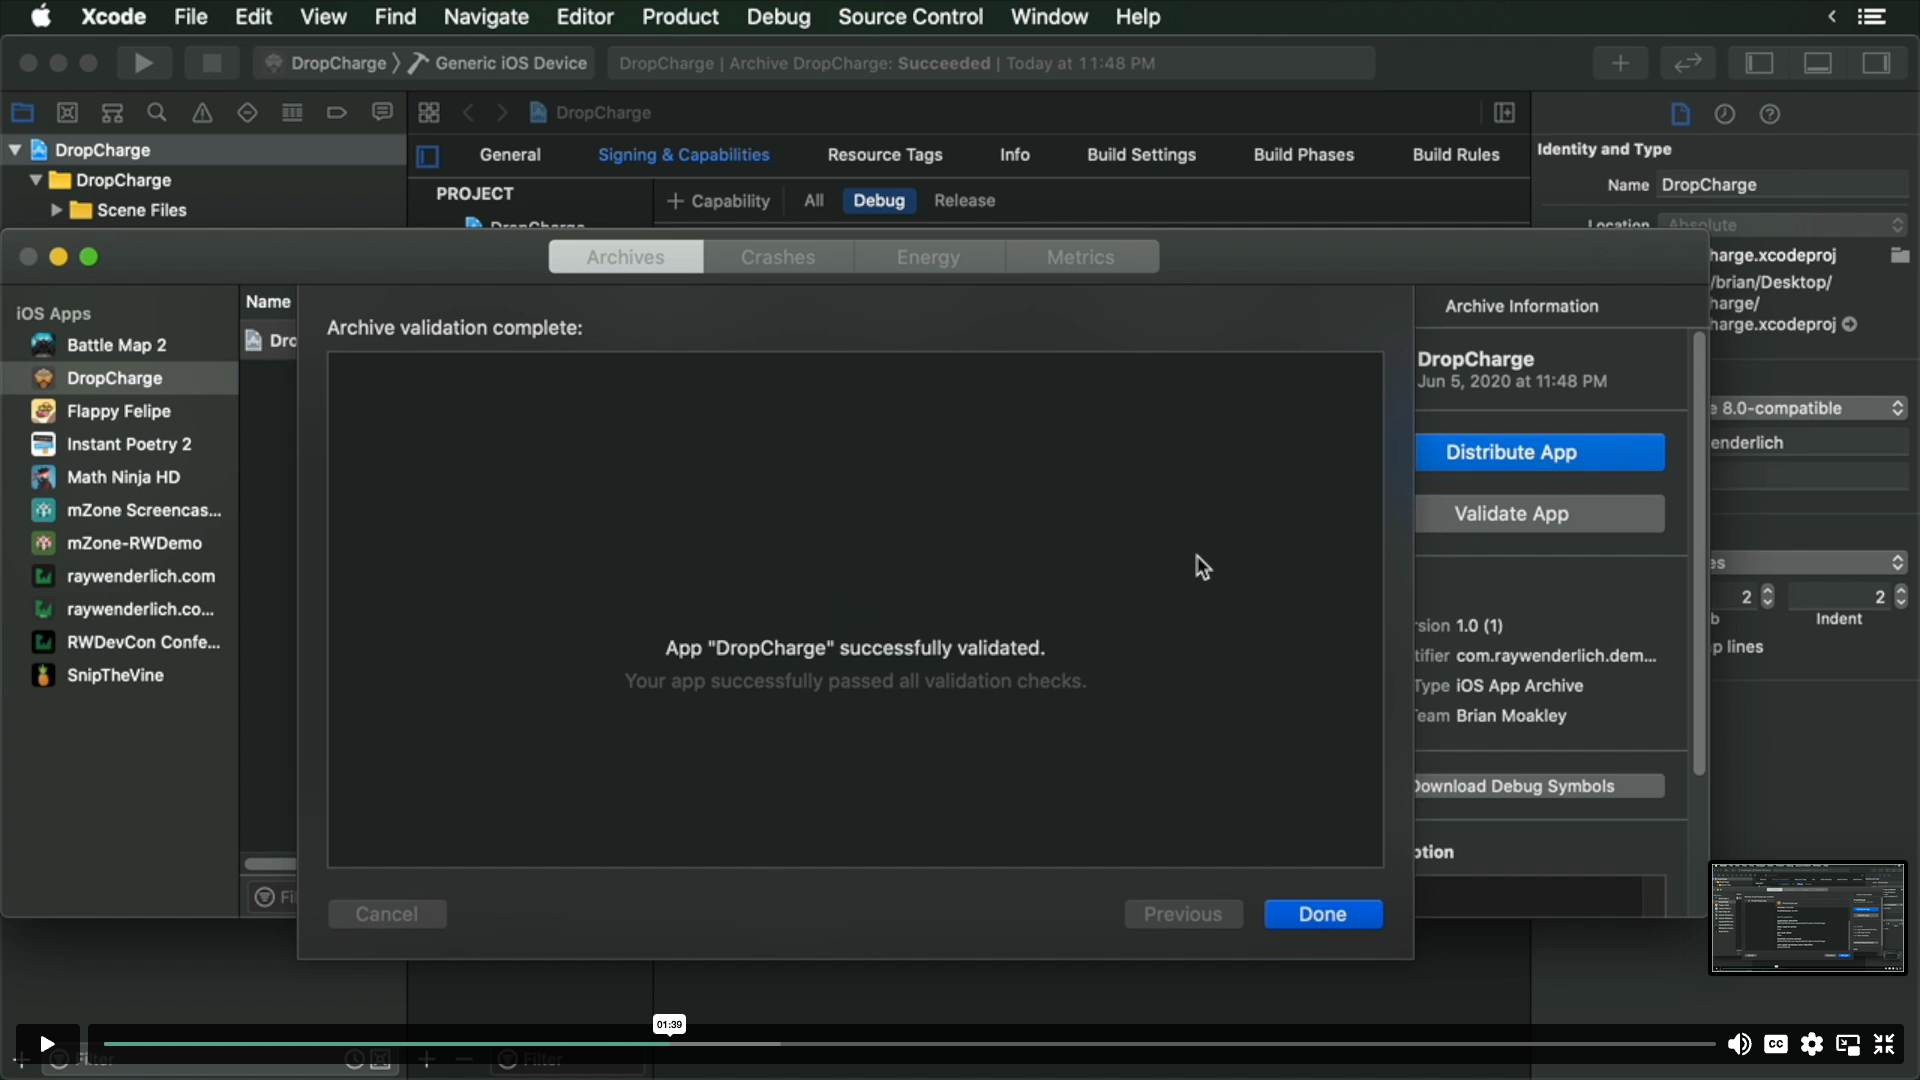 Xcode File Edit View Find Navigate Editor Product Debug Source Control Window Help
DropCharge Generic iOS Device DropCharge | Archive DropCharge: Succeeded | Today at 11:48 PM
DropCharge
DropCharge
DropCharge
Scene Files
General Signing & Capabilities Resource Tags Info Build Settings Build Phases Build Rules
PROJECT
+ Capability All Debug Release
Identity and Type
Name DropCharge
Location Absolute
harge.xcodeproj
/brian/Desktop/
harge/
harge.xcodeproj
e 8.0-compatible
enderlich
es
2 2
b Indent
p lines
Archives Crashes Energy Metrics
iOS Apps
Battle Map 2
DropCharge
Flappy Felipe
Instant Poetry 2
Math Ninja HD
mZone Screencas...
mZone-RWDemo
raywenderlich.com
raywenderlich.co...
RWDevCon Confe...
SnipTheVine
Name
Dro
Archive validation complete:
App "DropCharge" successfully validated.
Your app successfully passed all validation checks.
Cancel Previous Done
Archive Information
DropCharge
Jun 5, 2020 at 11:48 PM
Distribute App
Validate App
rsion 1.0 (1)
tifier com.raywenderlich.dem...
Type iOS App Archive
Team Brian Moakley
Download Debug Symbols
ption
01:39
CC
Filter
Filter